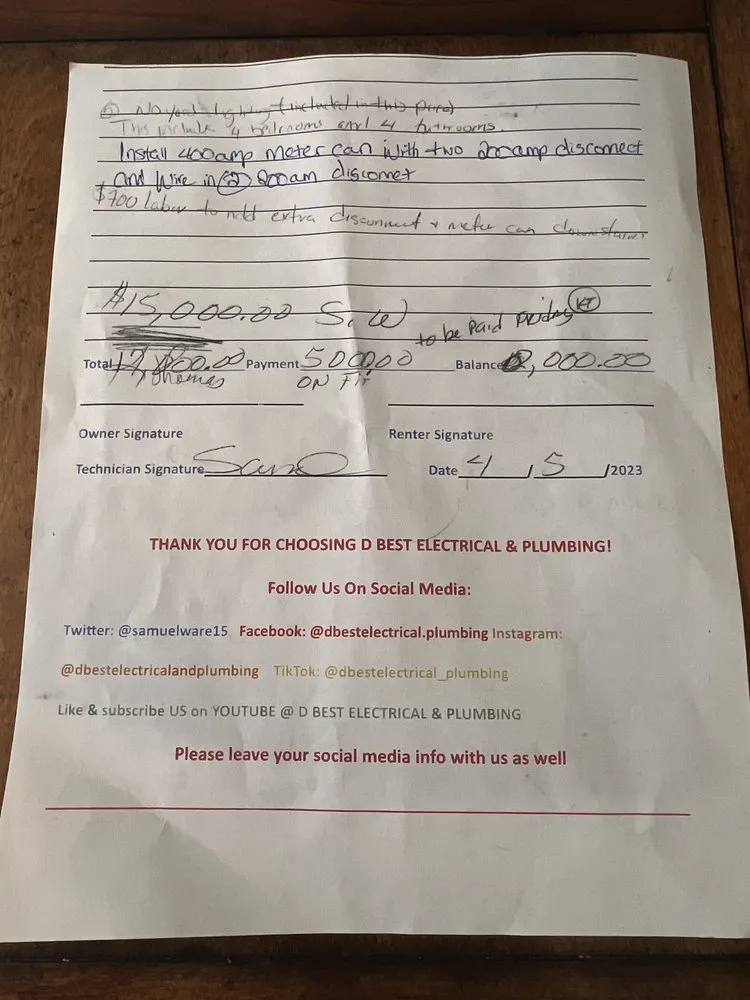 lighting (included in this price)
This include 4 bedrooms and 4 bathrooms.
Install 400amp meter can with two 200amp disconnect
and wire in (2) 200am disconnet
$700 Labor to add extra disconnect + meter can downstairs
$15,000.00 S.W
to be paid friday KT
Total Thomas Payment 5000.00 ON Balance ,000.00
Owner Signature Renter Signature
Technician Signature Date 4/5/2023
THANK YOU FOR CHOOSING D BEST ELECTRICAL & PLUMBING!
Follow Us On Social Media:
Twitter: @samuelware15 Facebook: @dbestelectrical.plumbing Instagram:
@dbestelectricalandplumbing TikTok: @dbestelectrical_plumbing
Like & subscribe US on YOUTUBE @ D BEST ELECTRICAL & PLUMBING
Please leave your social media info with us as well